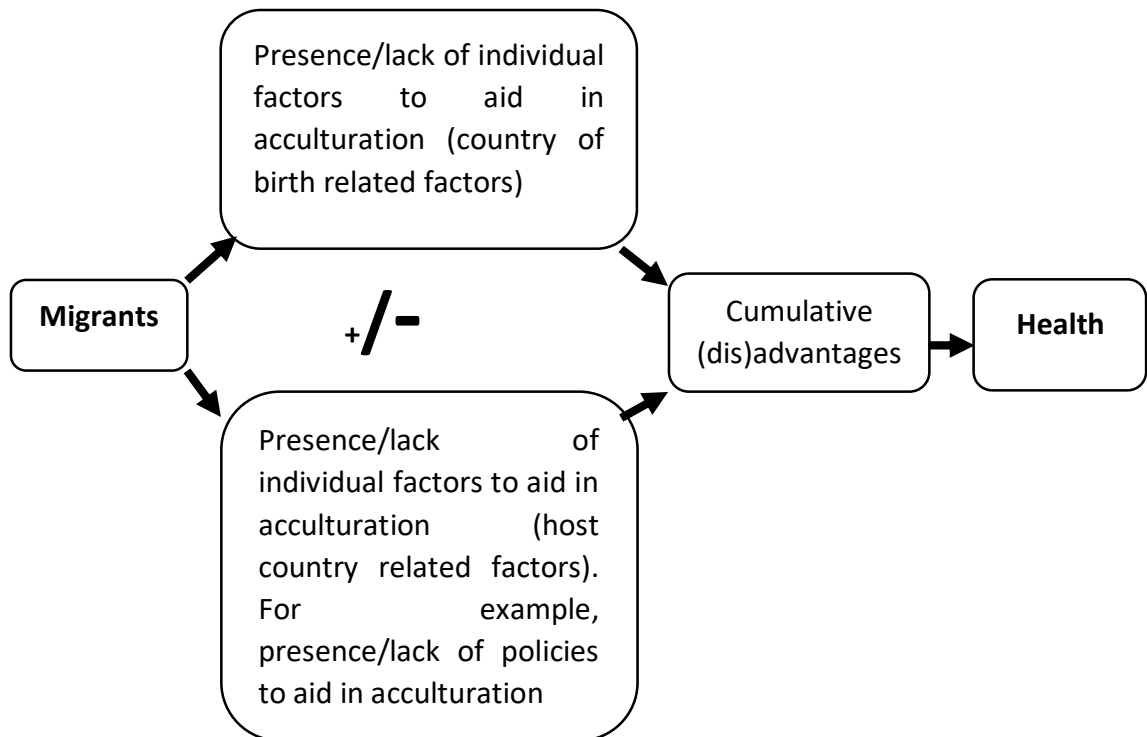 Presence/lack of individual
factors to aid in
acculturation (country of
birth related factors)
Migrants
+/-
Cumulative
(dis)advantages
Health
Presence/lack of
individual factors to aid in
acculturation (host
country related factors).
For example,
presence/lack of policies
to aid in acculturation